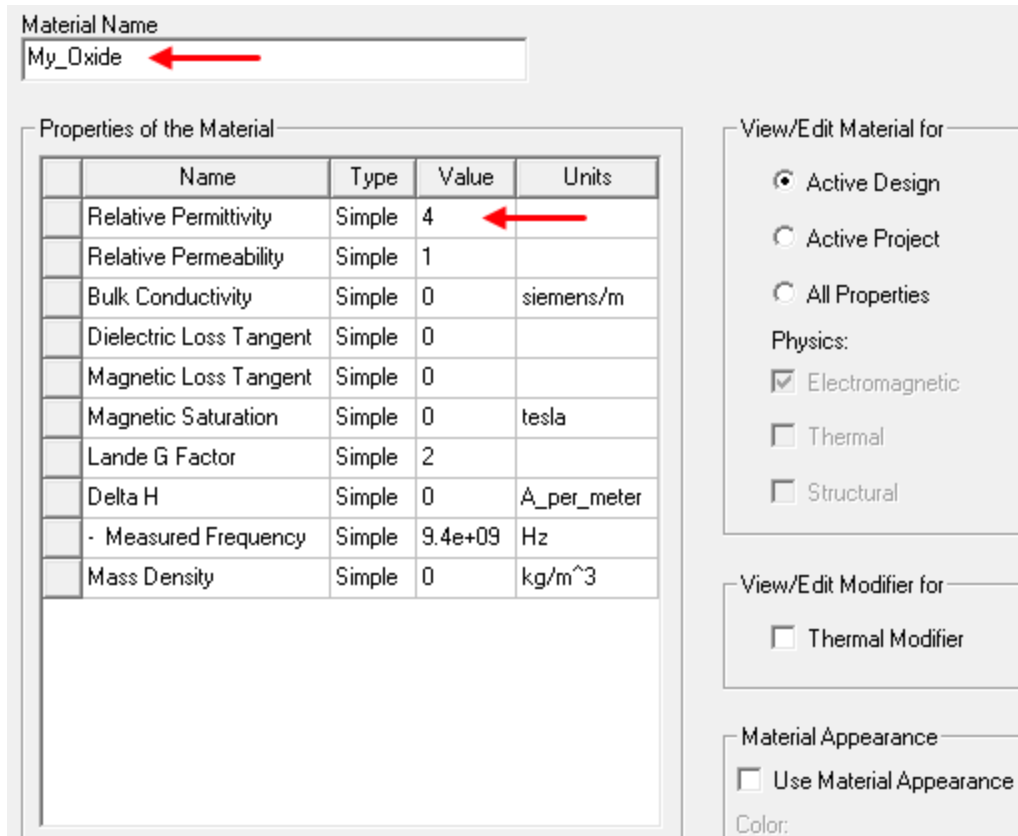 Material Name
My_Oxide
Properties of the Material
Name Type Value Units
Relative Permittivity Simple 4
Relative Permeability Simple 1
Bulk Conductivity Simple 0 siemens/m
Dielectric Loss Tangent Simple 0
Magnetic Loss Tangent Simple 0
Magnetic Saturation Simple 0 tesla
Lande G Factor Simple 2
Delta H Simple 0 A_per_meter
- Measured Frequency Simple 9.4e+09 Hz
Mass Density Simple 0 kg/m^3
View/Edit Material for
Active Design
Active Project
All Properties
Physics:
Electromagnetic
Thermal
Structural
View/Edit Modifier for
Thermal Modifier
Material Appearance
Use Material Appearance
Color: